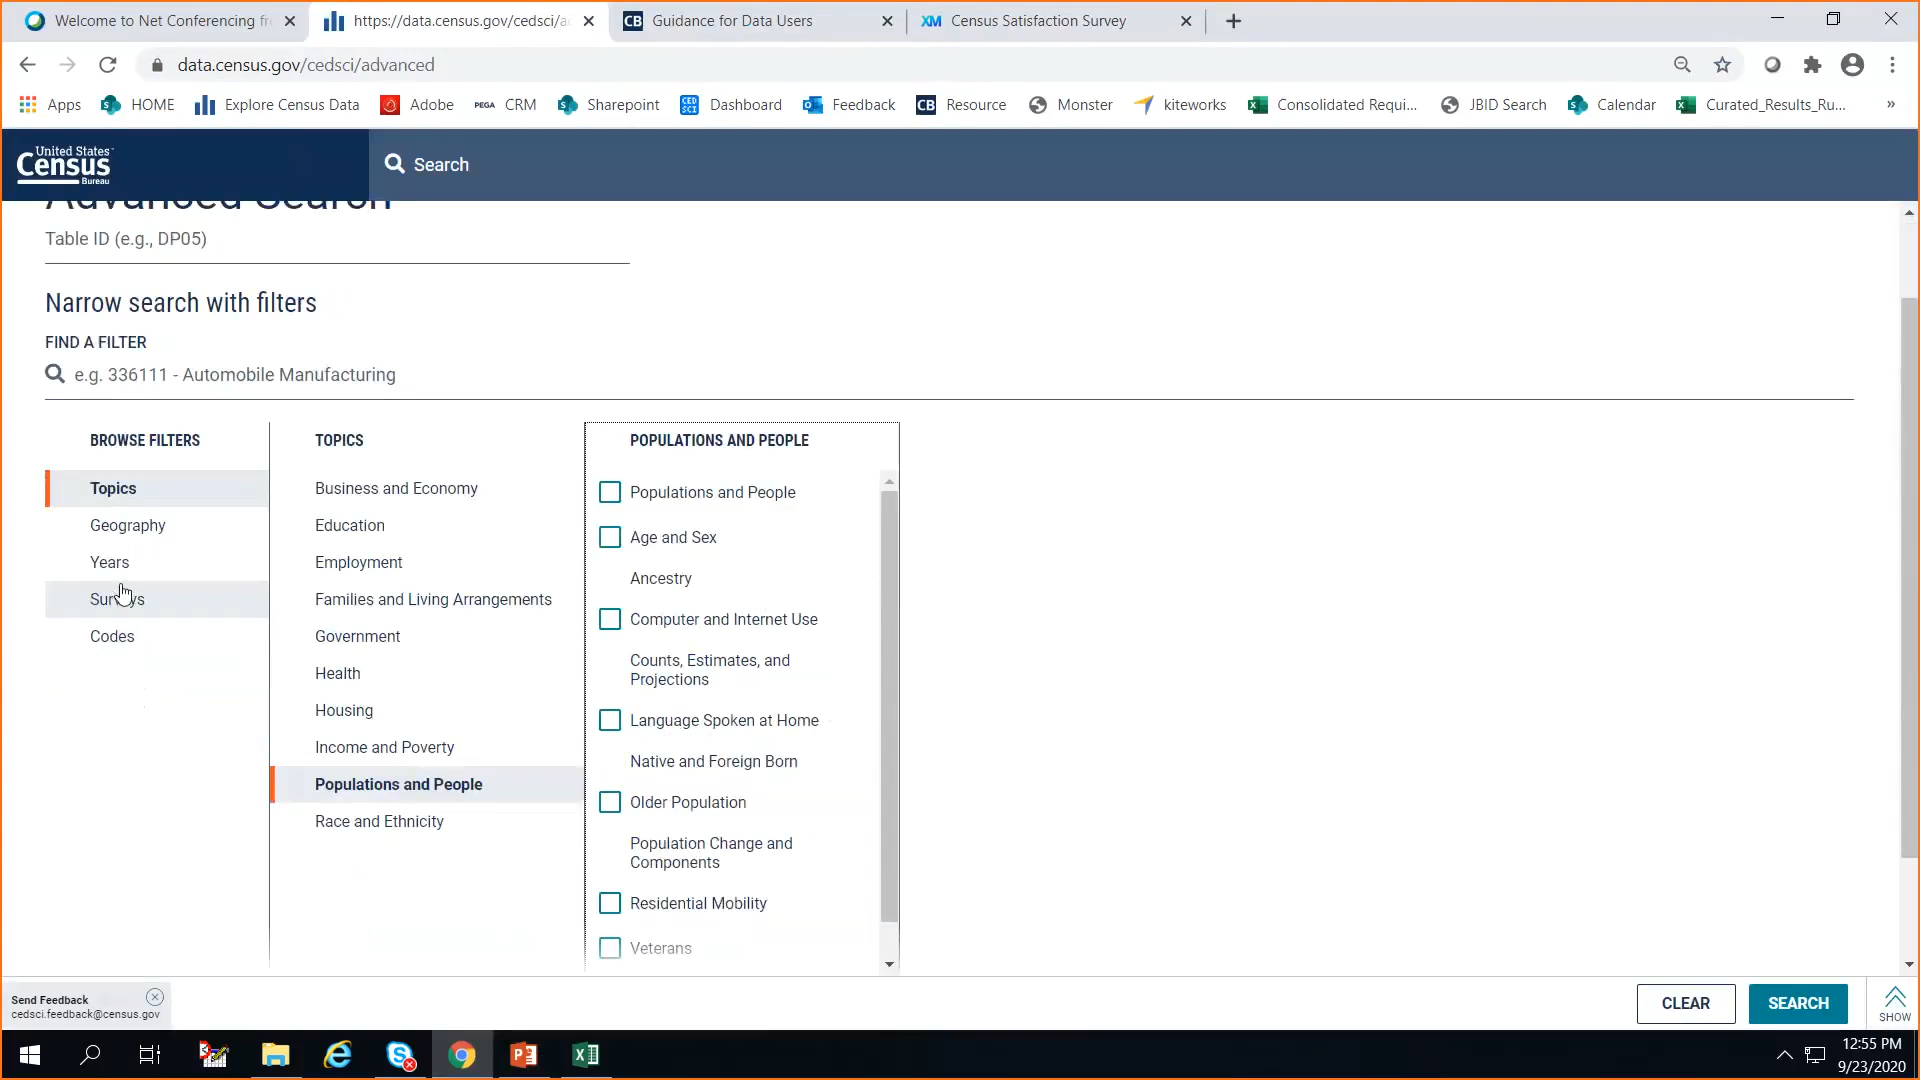 Welcome to Net Conferencing fr
https://data.census.gov/cedsci/a
Guidance for Data Users
Census Satisfaction Survey
data.census.gov/cedsci/advanced
Apps
HOME
Explore Census Data
Adobe
PEGA CRM
Sharepoint
CED SCI Dashboard
Feedback
CB Resource
Monster
kiteworks
Consolidated Requi...
JBID Search
Calendar
Curated_Results_Ru...
United States
Census
Bureau
Search
Advanced Search
Table ID (e.g., DP05)
Narrow search with filters
FIND A FILTER
e.g. 336111 - Automobile Manufacturing
BROWSE FILTERS
Topics
Geography
Years
Surveys
Codes
TOPICS
Business and Economy
Education
Employment
Families and Living Arrangements
Government
Health
Housing
Income and Poverty
Populations and People
Race and Ethnicity
POPULATIONS AND PEOPLE
Populations and People
Age and Sex
Ancestry
Computer and Internet Use
Counts, Estimates, and
Projections
Language Spoken at Home
Native and Foreign Born
Older Population
Population Change and
Components
Residential Mobility
Veterans
Send Feedback
cedsci.feedback@census.gov
CLEAR
SEARCH
SHOW
12:55 PM
9/23/2020